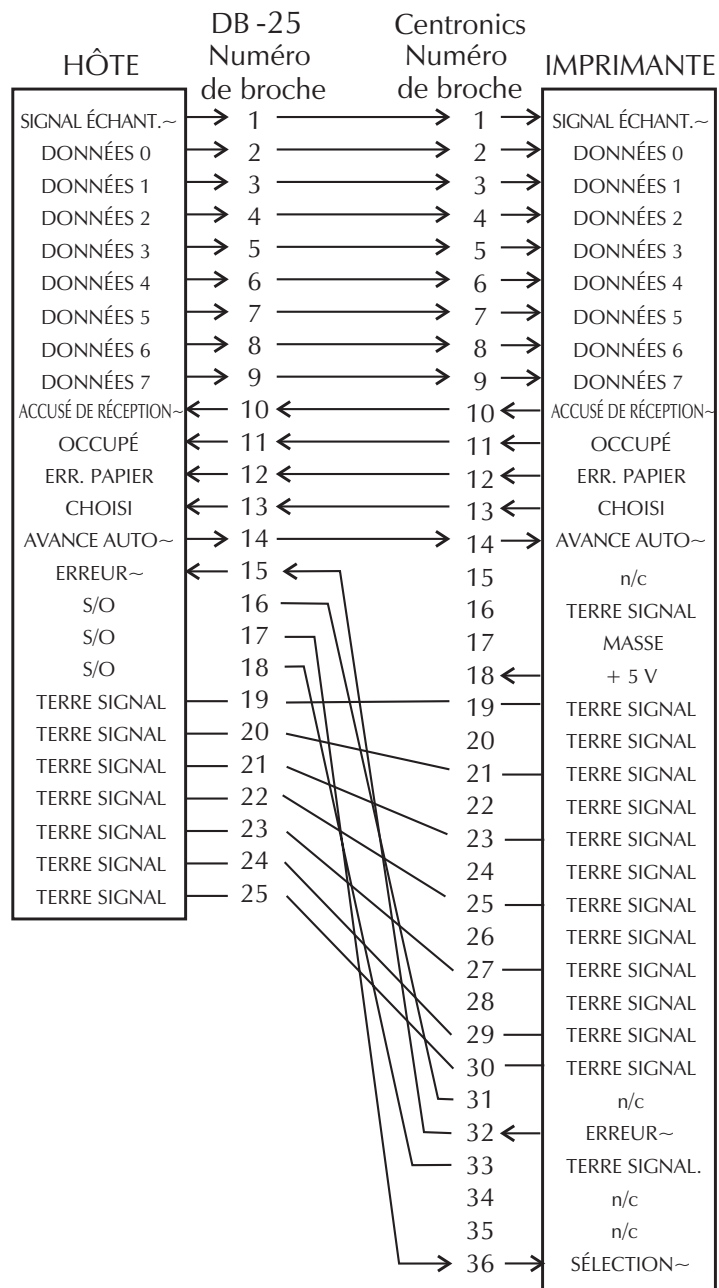 HÔTE
DB -25
Numéro
de broche
Centronics
Numéro
de broche
IMPRIMANTE
SIGNAL ÉCHANT.~ 1 1 SIGNAL ÉCHANT.~
DONNÉES 0 2 2 DONNÉES 0
DONNÉES 1 3 3 DONNÉES 1
DONNÉES 2 4 4 DONNÉES 2
DONNÉES 3 5 5 DONNÉES 3
DONNÉES 4 6 6 DONNÉES 4
DONNÉES 5 7 7 DONNÉES 5
DONNÉES 6 8 8 DONNÉES 6
DONNÉES 7 9 9 DONNÉES 7
ACCUSÉ DE RÉCEPTION~ 10 10 ACCUSÉ DE RÉCEPTION~
OCCUPÉ 11 11 OCCUPÉ
ERR. PAPIER 12 12 ERR. PAPIER
CHOISI 13 13 CHOISI
AVANCE AUTO~ 14 14 AVANCE AUTO~
ERREUR~ 15 15 n/c
S/O 16 16 TERRE SIGNAL
S/O 17 17 MASSE
S/O 18 18 + 5 V
TERRE SIGNAL 19 19 TERRE SIGNAL
TERRE SIGNAL 20 20 TERRE SIGNAL
TERRE SIGNAL 21 21 TERRE SIGNAL
TERRE SIGNAL 22 22 TERRE SIGNAL
TERRE SIGNAL 23 23 TERRE SIGNAL
TERRE SIGNAL 24 24 TERRE SIGNAL
TERRE SIGNAL 25 25 TERRE SIGNAL
26 TERRE SIGNAL
27 TERRE SIGNAL
28 TERRE SIGNAL
29 TERRE SIGNAL
30 TERRE SIGNAL
31 n/c
32 ERREUR~
33 TERRE SIGNAL.
34 n/c
35 n/c
36 SÉLECTION~